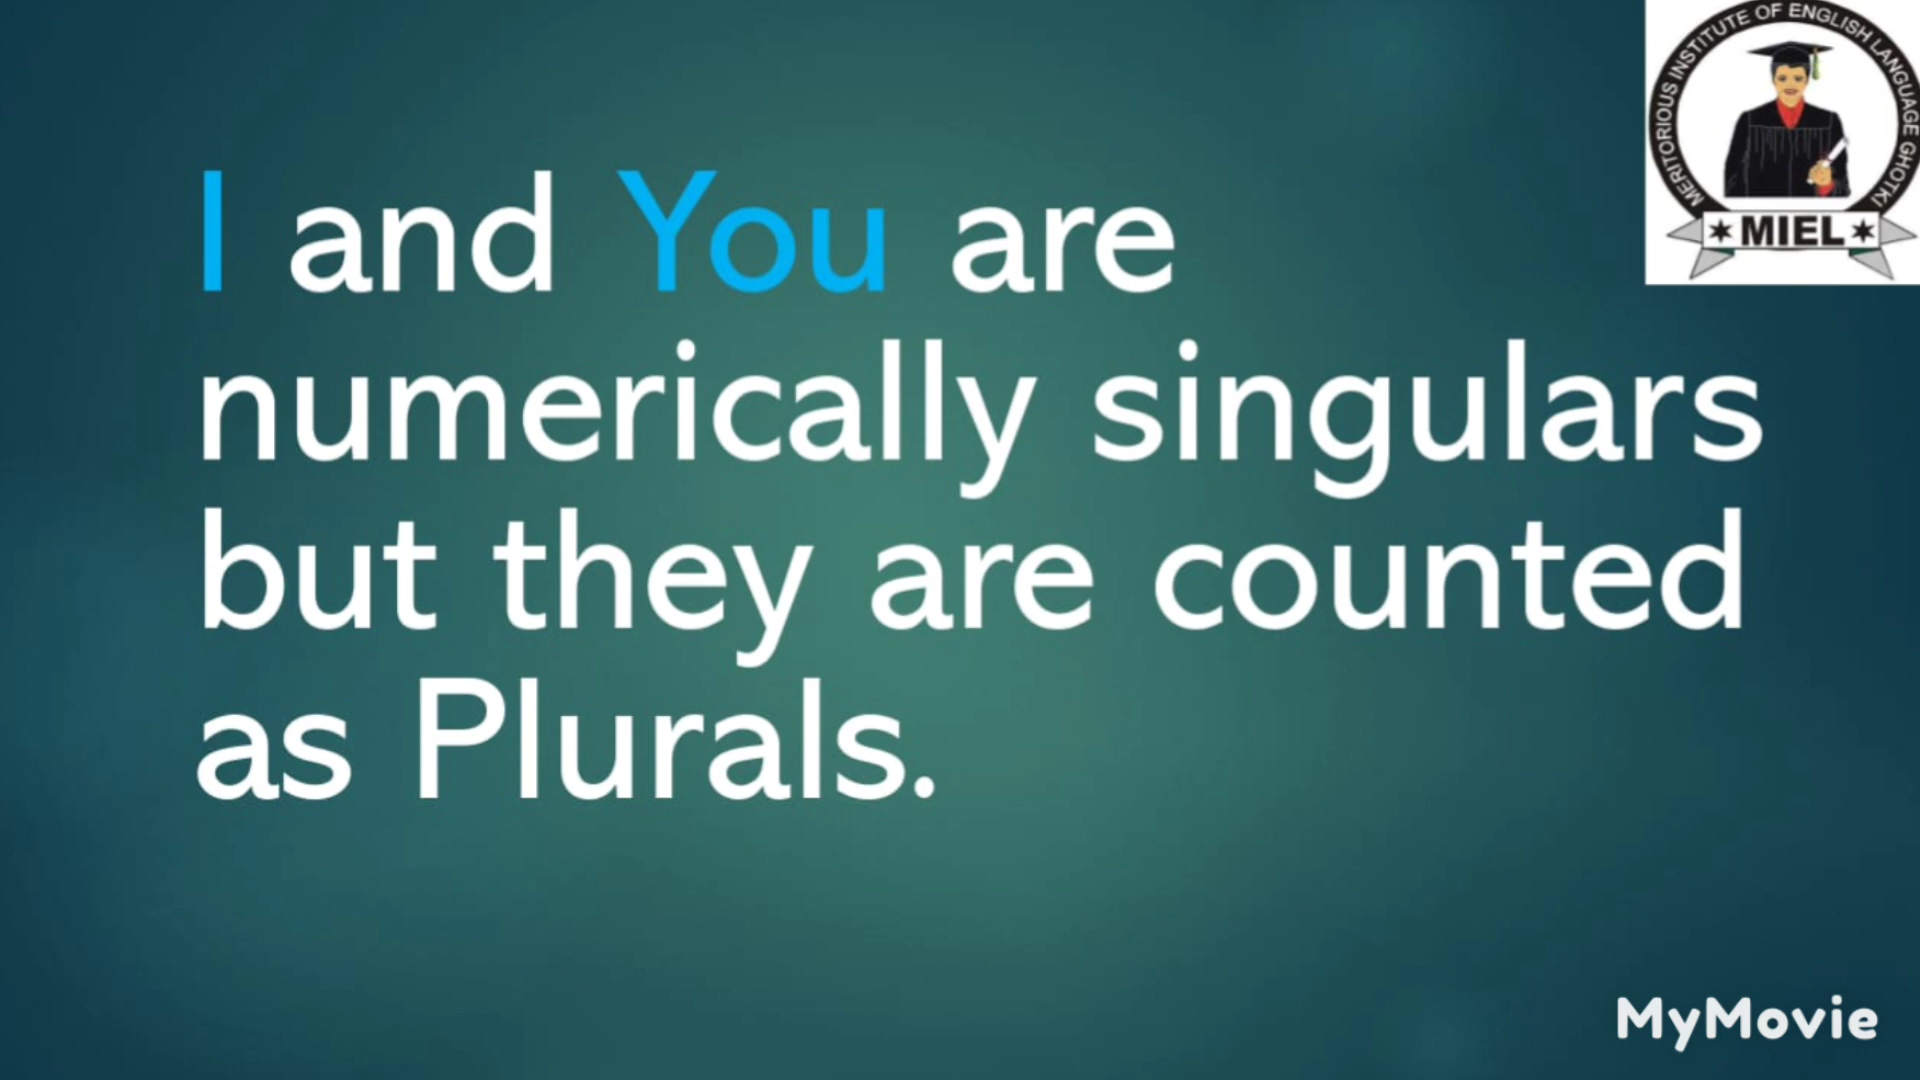 MERITORIOUS INSTITUTE OF ENGLISH LANGUAGE GHOTKI
MIEL
I and You are
numerically singulars
but they are counted
as Plurals.
MyMovie